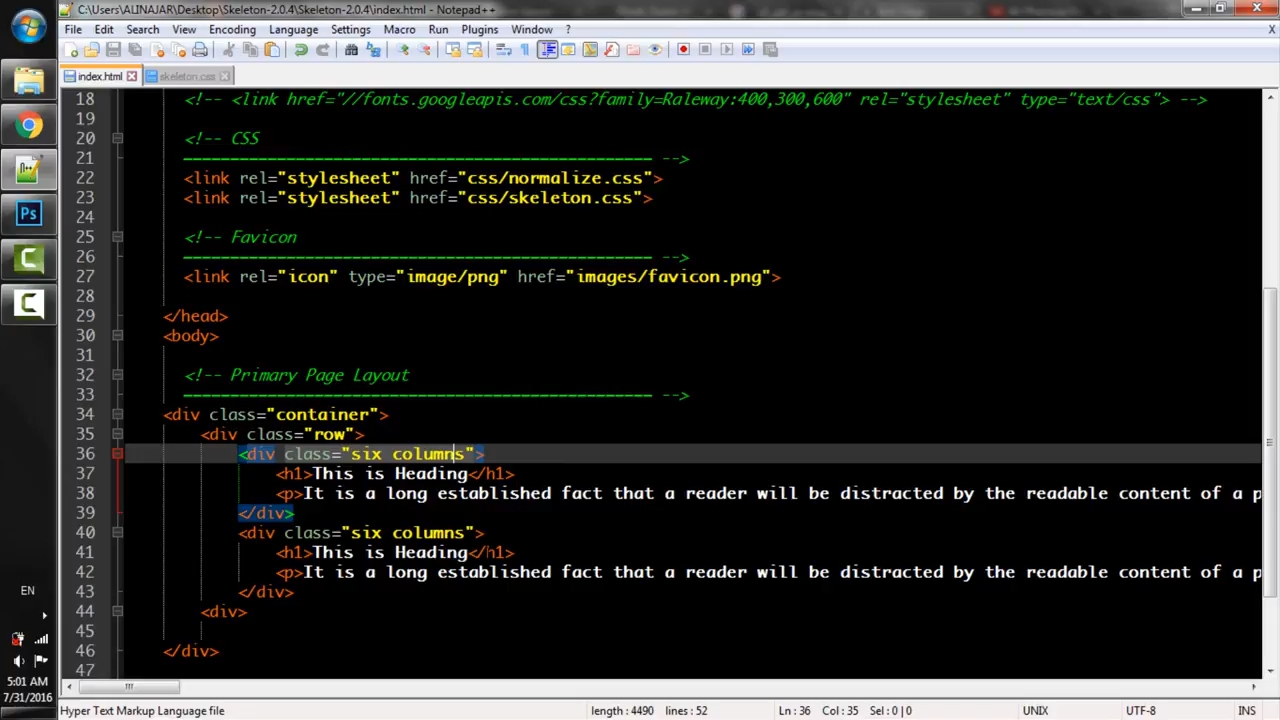 C:\Users\ALINAJAR\Desktop\Skeleton-2.0.4\Skeleton-2.0.4\index.html - Notepad++
File Edit Search View Encoding Language Settings Macro Run Plugins Window ?
index.html skeleton.css
18 <!-- <link href="//fonts.googleapis.com/css?family=Raleway:400,300,600" rel="stylesheet" type="text/css"> -->
19
20 <!-- CSS
21 –––––––––––––––––––––––––––––––––––––––––––––––––– -->
22 <link rel="stylesheet" href="css/normalize.css">
23 <link rel="stylesheet" href="css/skeleton.css">
24
25 <!-- Favicon
26 –––––––––––––––––––––––––––––––––––––––––––––––––– -->
27 <link rel="icon" type="image/png" href="images/favicon.png">
28
29 </head>
30 <body>
31
32 <!-- Primary Page Layout
33 –––––––––––––––––––––––––––––––––––––––––––––––––– -->
34 <div class="container">
35 <div class="row">
36 <div class="six columns">
37 <h1>This is Heading</h1>
38 <p>It is a long established fact that a reader will be distracted by the readable content of a p
39 </div>
40 <div class="six columns">
41 <h1>This is Heading</h1>
42 <p>It is a long established fact that a reader will be distracted by the readable content of a p
43 </div>
44 <div>
45
46 </div>
47
Ps
EN
5:01 AM
7/31/2016
Hyper Text Markup Language file length : 4490 lines : 52 Ln : 36 Col : 35 Sel : 0 | 0 UNIX UTF-8 INS